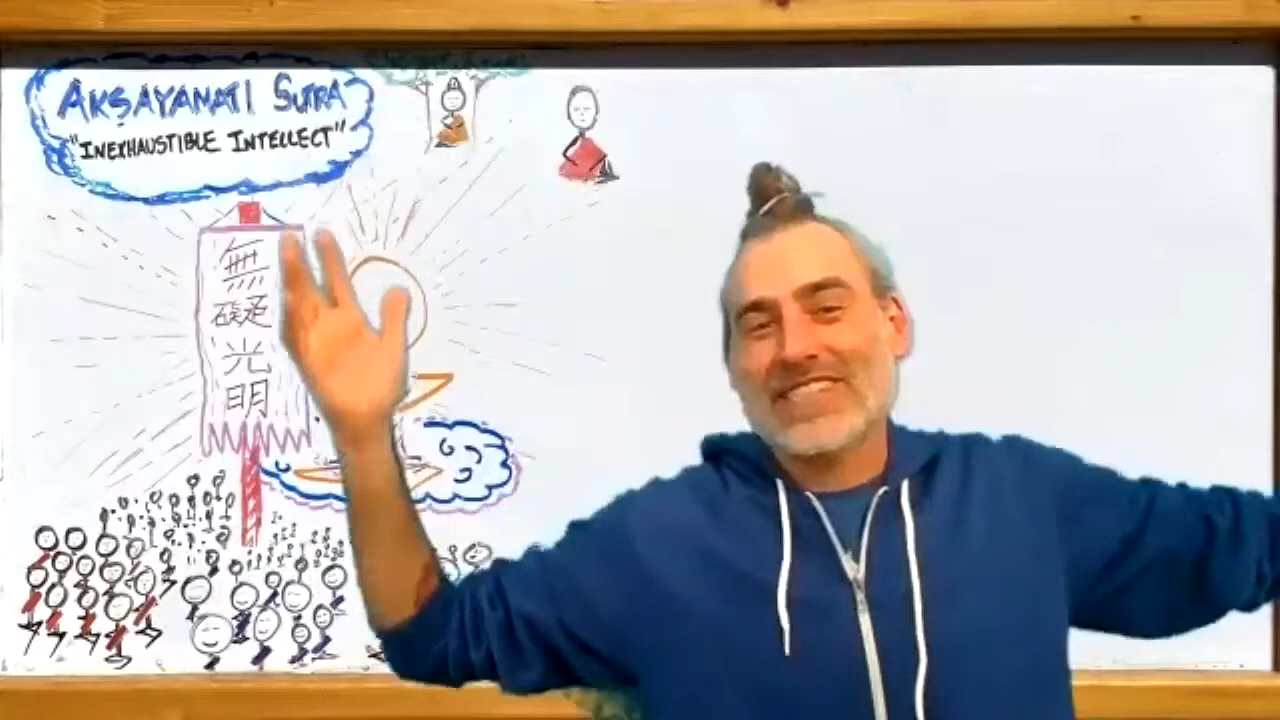 AKṢAYAMATI SUTRA
"INEXHAUSTIBLE INTELLECT"
無
礙
光
明